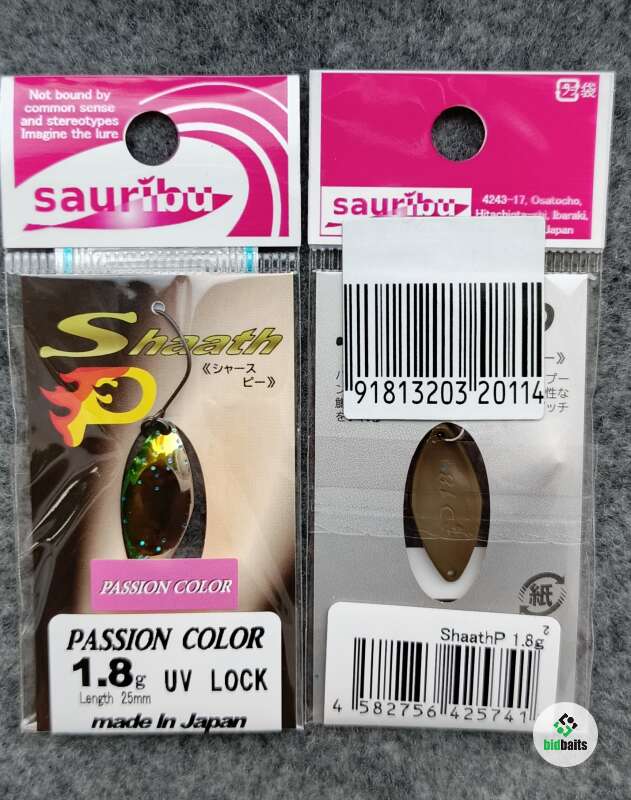 Not bound by
common sense
and stereotypes
Imagine the lure
sauribu
Shaath
《シャース
ピー》
P
PASSION COLOR
PASSION COLOR
1.8g UV LOCK
Length 25mm
made In Japan
袋
sauribu
4243-17, Osatocho,
Ibaraki,
Japan
91813203 20114
紙
ShaathP 1.8g 2
4 582756 425741
bidbaits